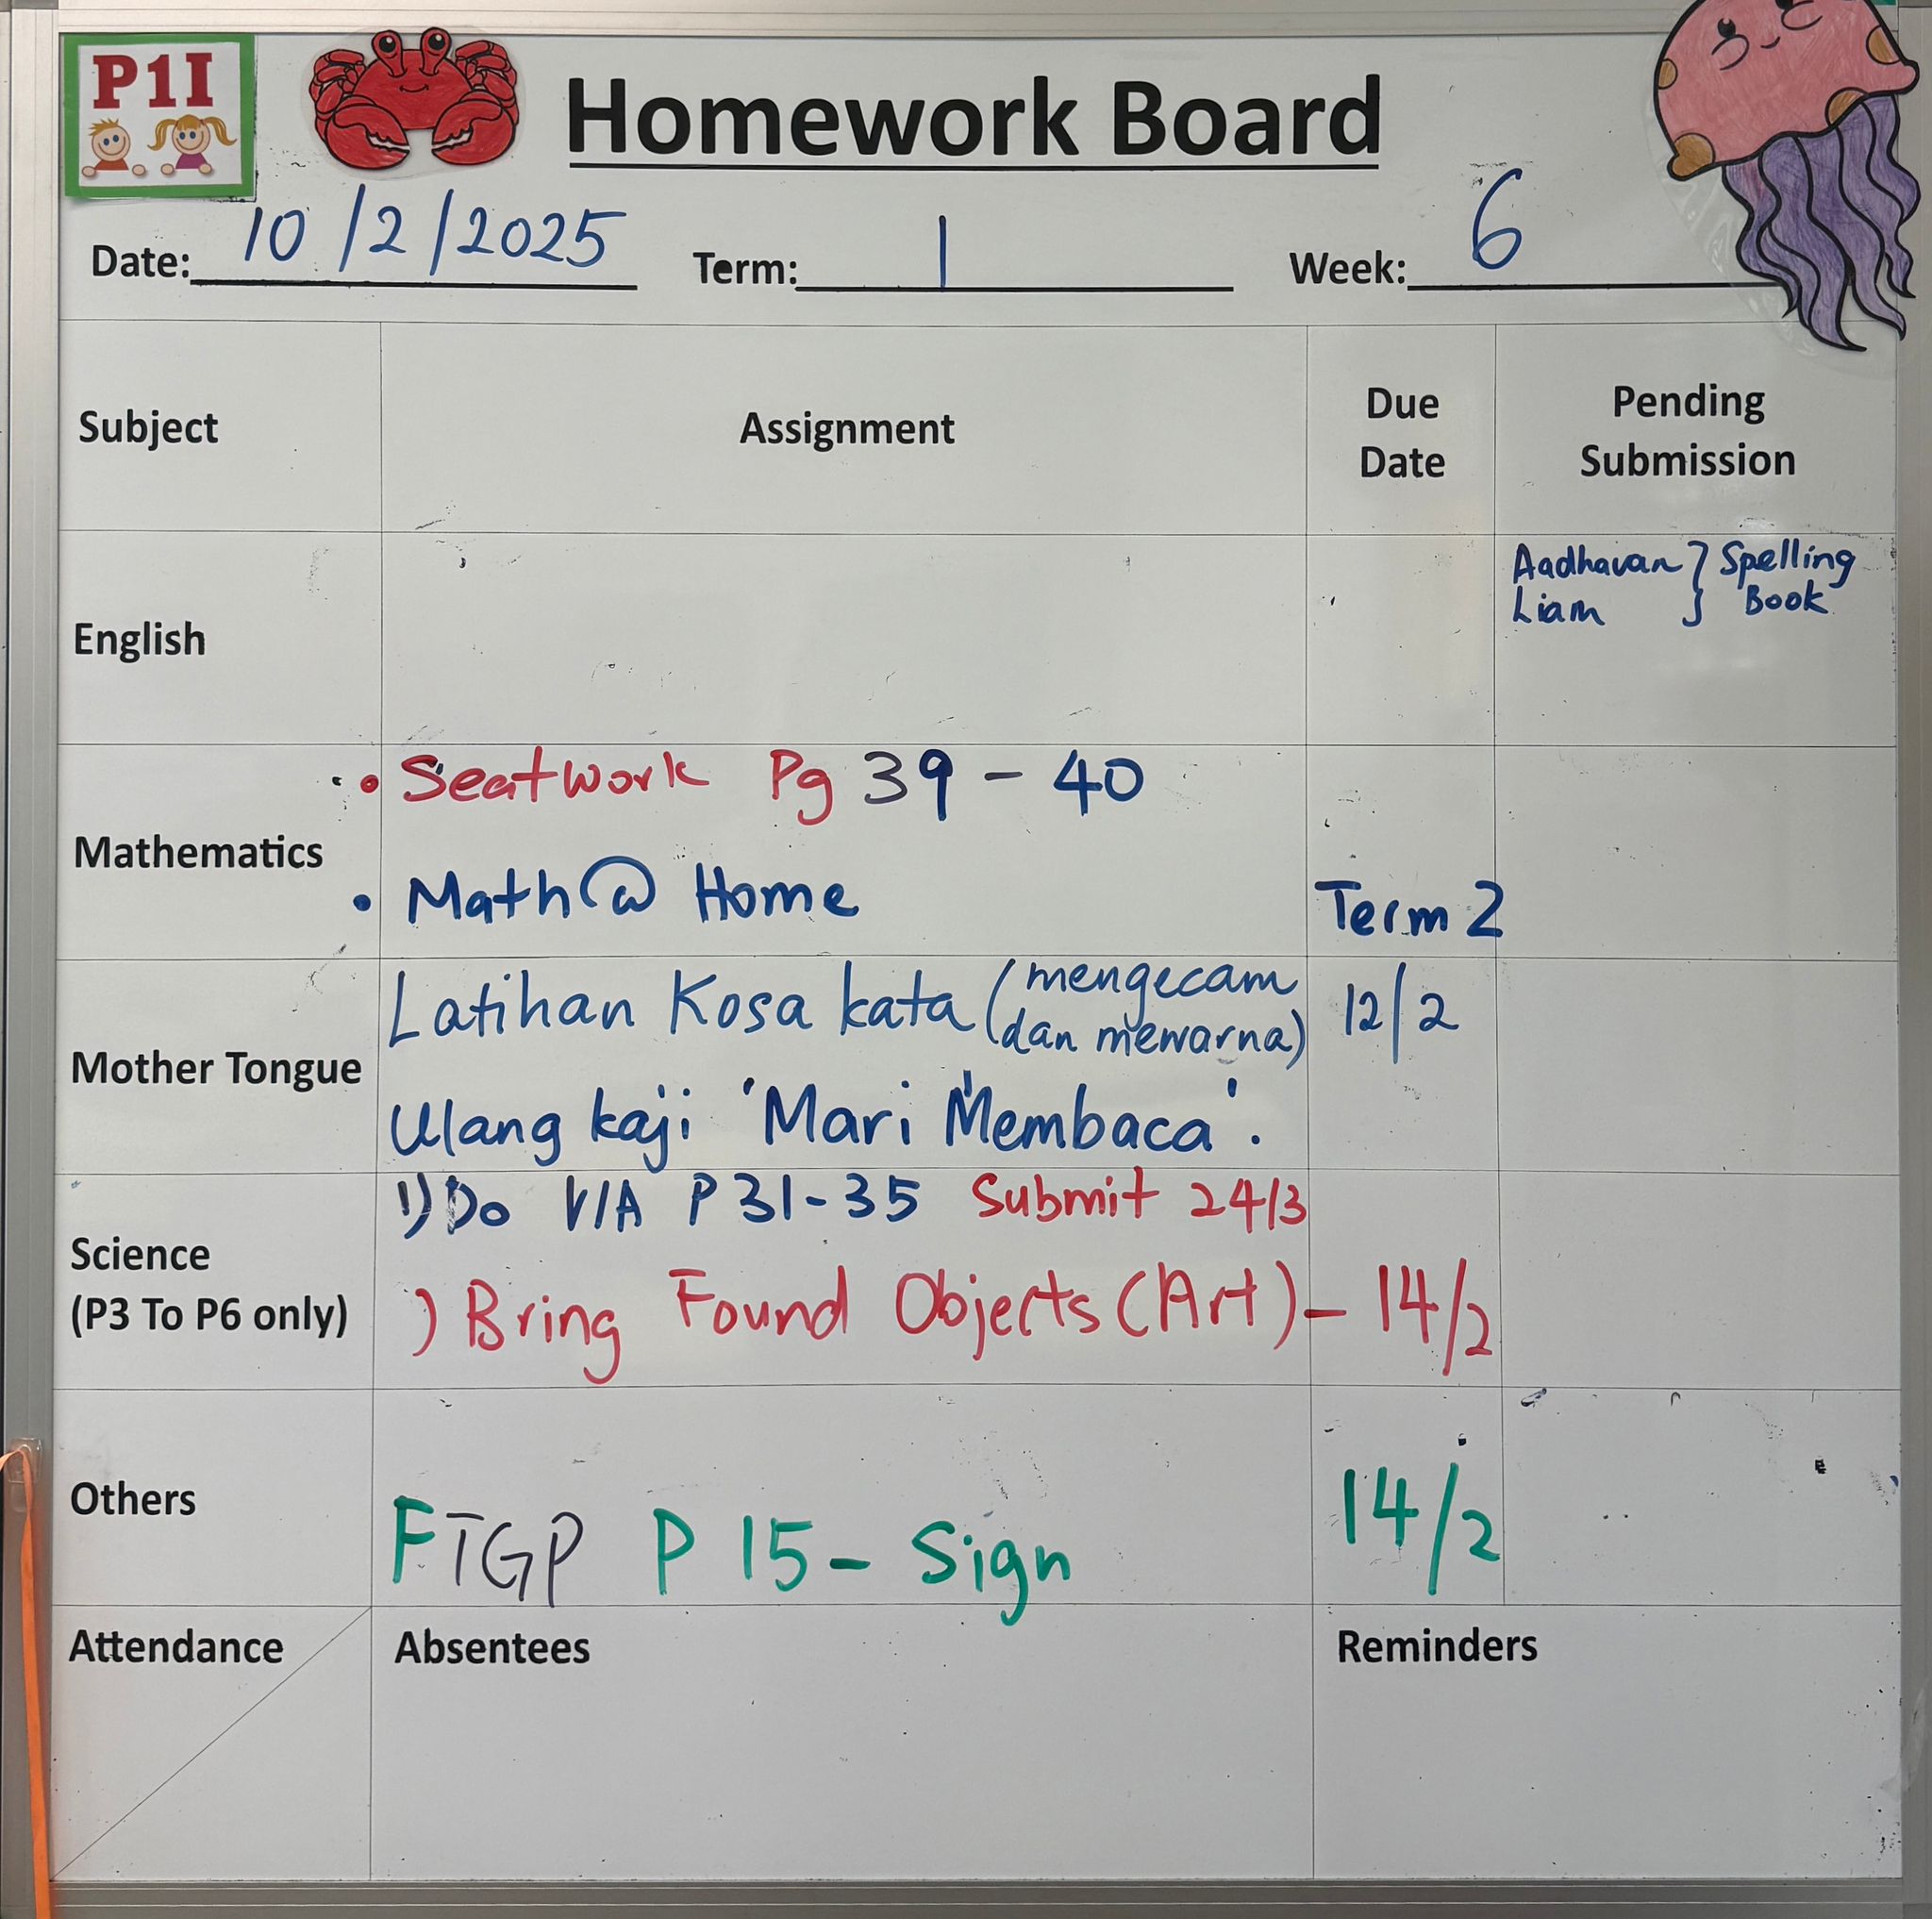 P1I
Homework Board
Date: 10/2/2025 Term: 1 Week: 6
Subject Assignment Due Date Pending Submission
English Aadhavan } Spelling
Liam Book
Mathematics
• Seatwork Pg 39 - 40
• Math@ Home Term 2
Mother Tongue
Latihan Kosa kata (mengecam dan mewarna) 12/2
Ulang kaji 'Mari Membaca'.
Science
(P3 To P6 only)
1) Do V/A P 31-35 Submit 24/3
) Bring Found Objects (Art) - 14/2
Others
FTGP P 15 - Sign 14/2
Attendance Absentees Reminders